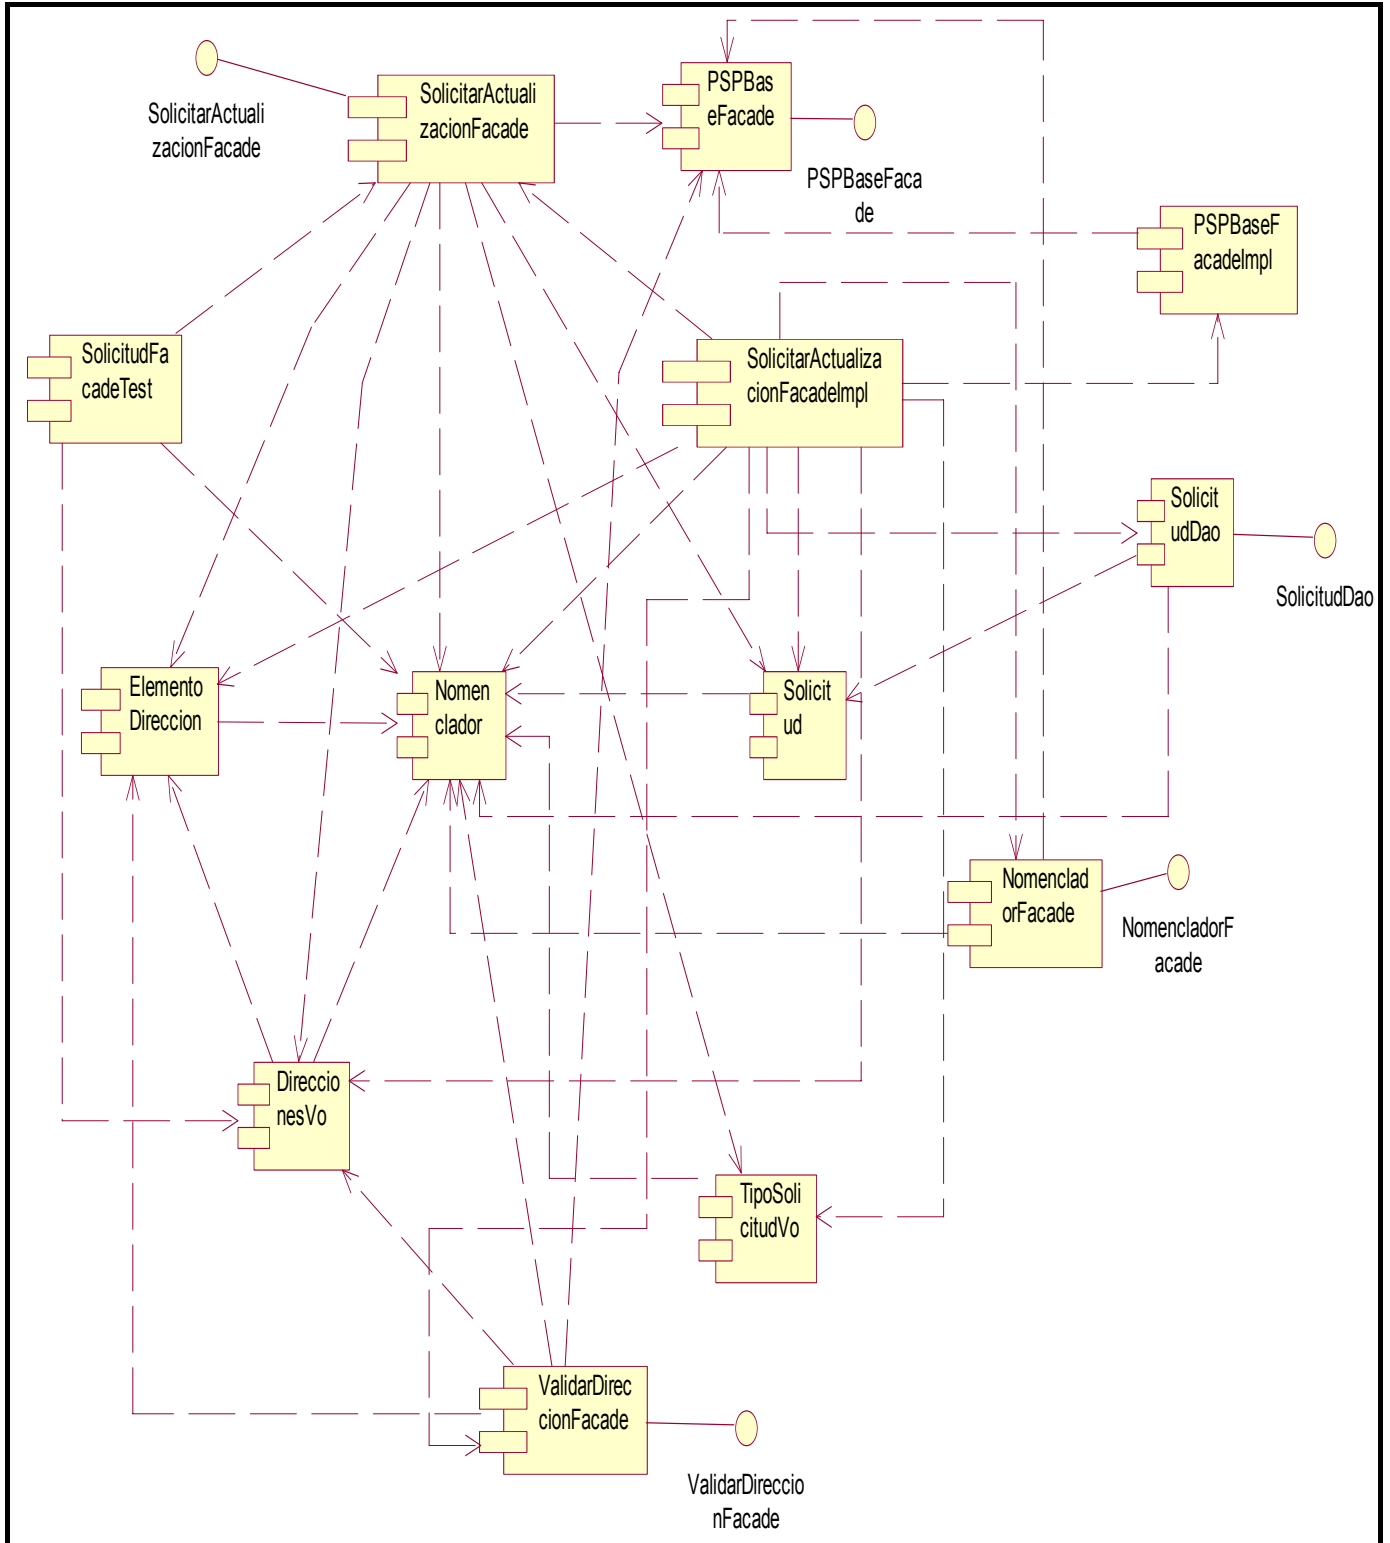 SolicitarActuali
zacionFacade
SolicitarActuali
zacionFacade
PSPBas
eFacade
PSPBaseFaca
de
PSPBaseF
acadeImpl
SolicitudFa
cadeTest
SolicitarActualiza
cionFacadeImpl
Solicit
udDao
SolicitudDao
Elemento
Direccion
Nomen
clador
Solicit
ud
Nomenclad
orFacade
NomencladorF
acade
Direccio
nesVo
TipoSoli
citudVo
ValidarDirec
cionFacade
ValidarDireccio
nFacade